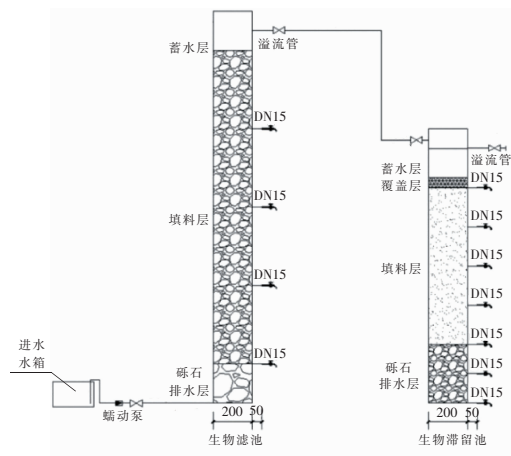 蓄水层
溢流管
DN15
DN15
填料层
DN15
DN15
砾石
排水层
200 50
生物滤池
进水
水箱
蠕动泵
溢流管
蓄水层
覆盖层
DN15
DN15
填料层
DN15
DN15
DN15
砾石
排水层
DN15
DN15
200 50
生物滞留池